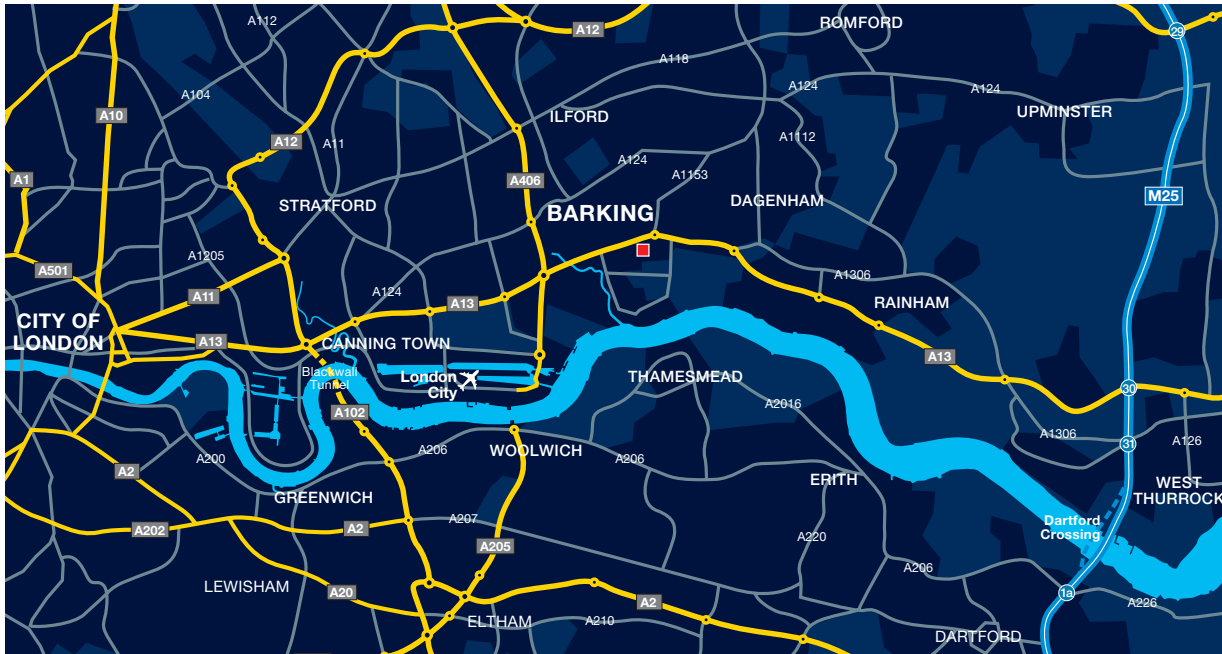 A112
A12
ROMFORD
29
A118
A104
A10
A124
A124
ILFORD
UPMINSTER
A12
A11
A1112
A124
A1153
A1
A406
M25
STRATFORD
BARKING
DAGENHAM
A1205
A501
A1306
A124
A11
A13
RAINHAM
CITY OF
LONDON
A13
CANNING TOWN
A13
Blackwall
Tunnel
London
City
THAMESMEAD
30
A102
A2016
A1306
A126
31
A206
A200
WOOLWICH
A206
A2
ERITH
WEST
THURROCK
GREENWICH
A207
Dartford
Crossing
A202
A2
A220
A205
A206
LEWISHAM
A20
1a
A2
A226
ELTHAM
A210
DARTFORD